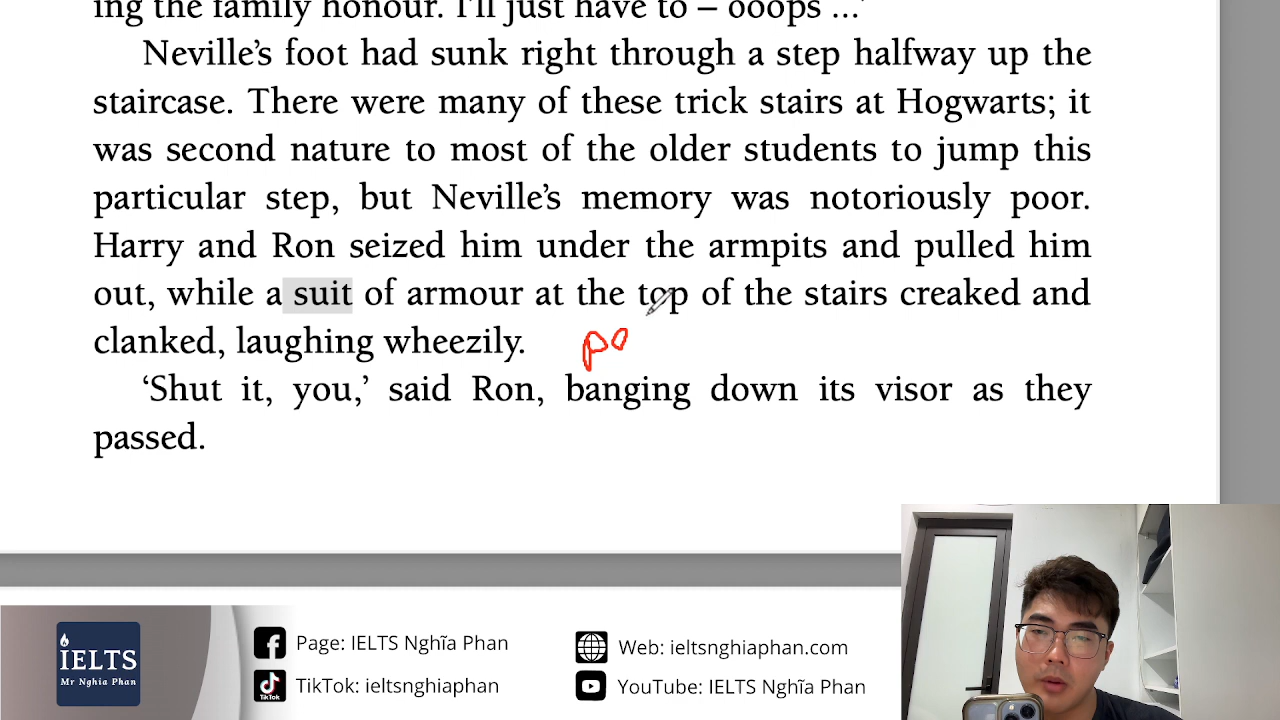 ing the family honour. I'll just have to – ooops ...'
Neville's foot had sunk right through a step halfway up the
staircase. There were many of these trick stairs at Hogwarts; it
was second nature to most of the older students to jump this
particular step, but Neville's memory was notoriously poor.
Harry and Ron seized him under the armpits and pulled him
out, while a suit of armour at the top of the stairs creaked and
clanked, laughing wheezily.
po
'Shut it, you,' said Ron, banging down its visor as they
passed.
IELTS
Mr Nghia Phan
Page: IELTS Nghĩa Phan
TikTok
TikTok: ieltsnghiaphan
Web: ieltsnghiaphan.com
YouTube: IELTS Nghĩa Phan